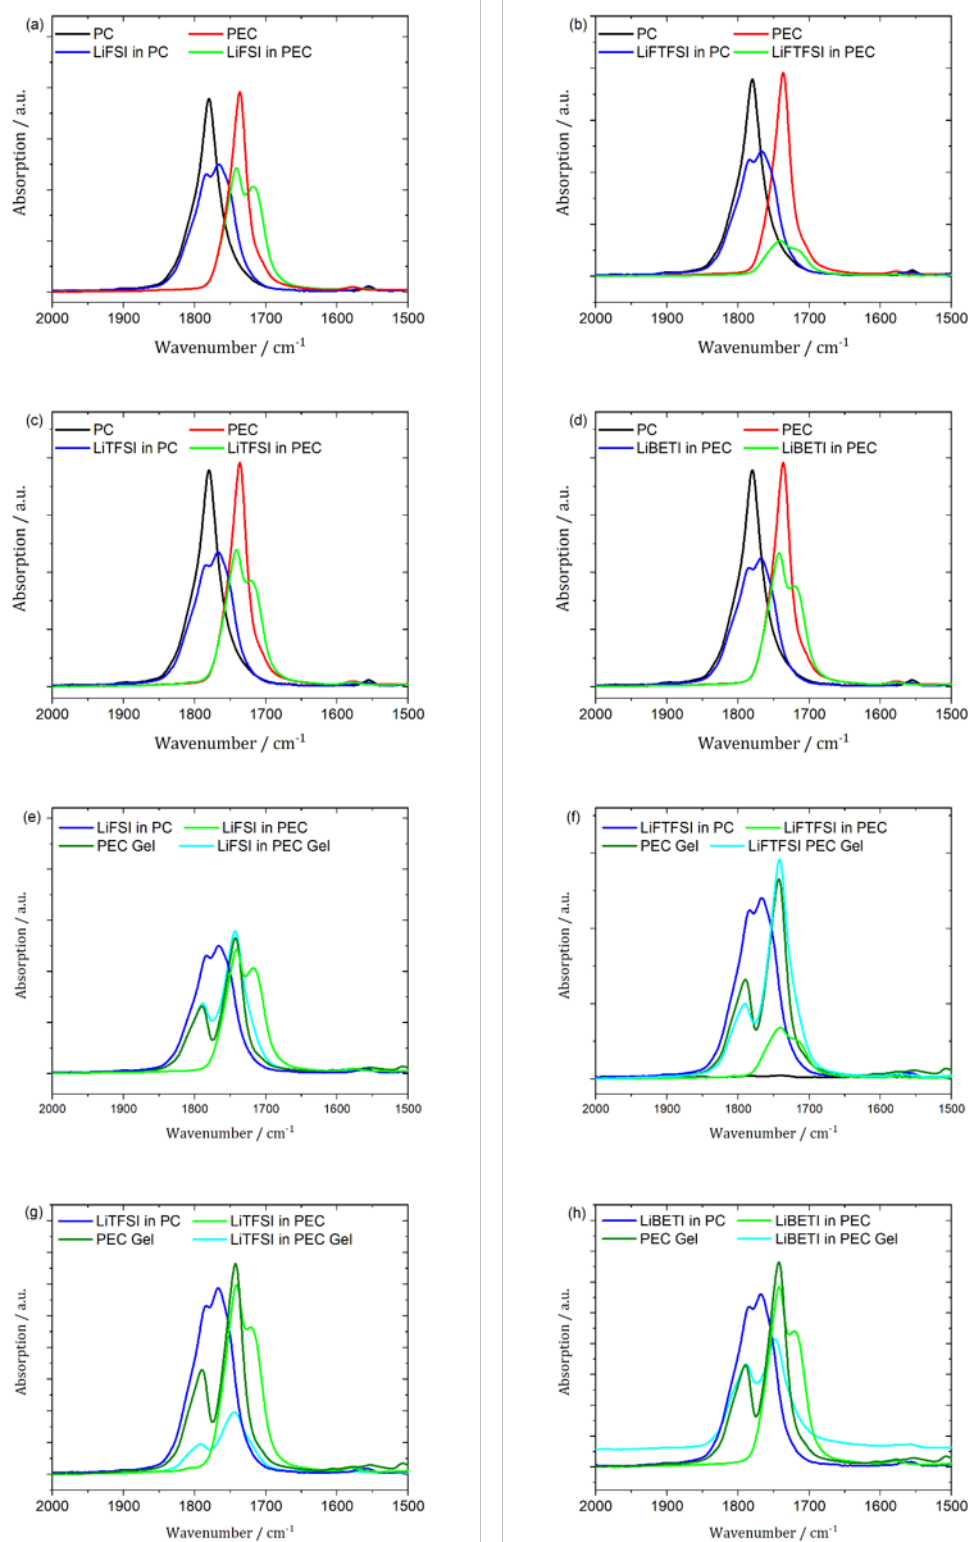 (a)
PC PEC
LiFSI in PC LiFSI in PEC
Absorption / a.u.
2000 1900 1800 1700 1600 1500
Wavenumber / cm⁻¹
(b)
PC PEC
LiFTFSI in PC LiFTFSI in PEC
Absorption / a.u.
2000 1900 1800 1700 1600 1500
Wavenumber / cm⁻¹
(c)
PC PEC
LiTFSI in PC LiTFSI in PEC
Absorption / a.u.
2000 1900 1800 1700 1600 1500
Wavenumber / cm⁻¹
(d)
PC PEC
LiBETI in PEC LiBETI in PEC
Absorption / a.u.
2000 1900 1800 1700 1600 1500
Wavenumber / cm⁻¹
(e)
LiFSI in PC LiFSI in PEC
PEC Gel LiFSI in PEC Gel
Absorption / a.u.
2000 1900 1800 1700 1600 1500
Wavenumber / cm⁻¹
(f)
LiFTFSI in PC LiFTFSI in PEC
PEC Gel LiFTFSI PEC Gel
Absorption / a.u.
2000 1900 1800 1700 1600 1500
Wavenumber / cm⁻¹
(g)
LiTFSI in PC LiTFSI in PEC
PEC Gel LiTFSI in PEC Gel
Absorption / a.u.
2000 1900 1800 1700 1600 1500
Wavenumber / cm⁻¹
(h)
LiBETI in PC LiBETI in PEC
PEC Gel LiBETI in PEC Gel
Absorption / a.u.
2000 1900 1800 1700 1600 1500
Wavenumber / cm⁻¹